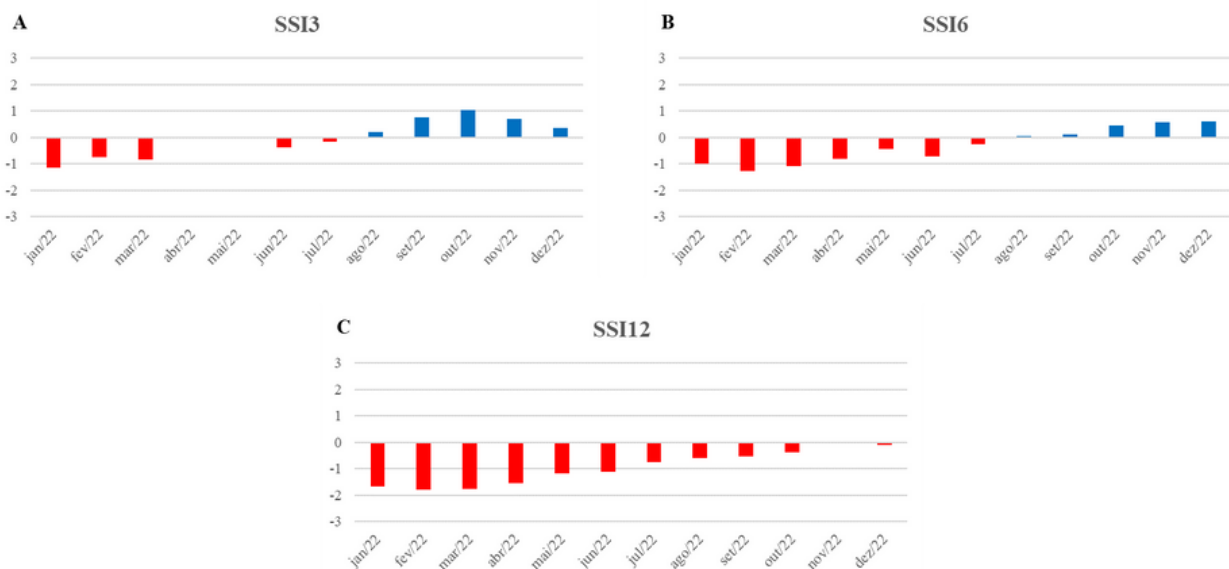 A
SSI3
3
2
1
0
-1
-2
-3
jan/22
fev/22
mar/22
abr/22
mai/22
jun/22
jul/22
ago/22
set/22
out/22
nov/22
dez/22
B
SSI6
3
2
1
0
-1
-2
-3
jan/22
fev/22
mar/22
abr/22
mai/22
jun/22
jul/22
ago/22
set/22
out/22
nov/22
dez/22
C
SSI12
3
2
1
0
-1
-2
-3
jan/22
fev/22
mar/22
abr/22
mai/22
jun/22
jul/22
ago/22
set/22
out/22
nov/22
dez/22